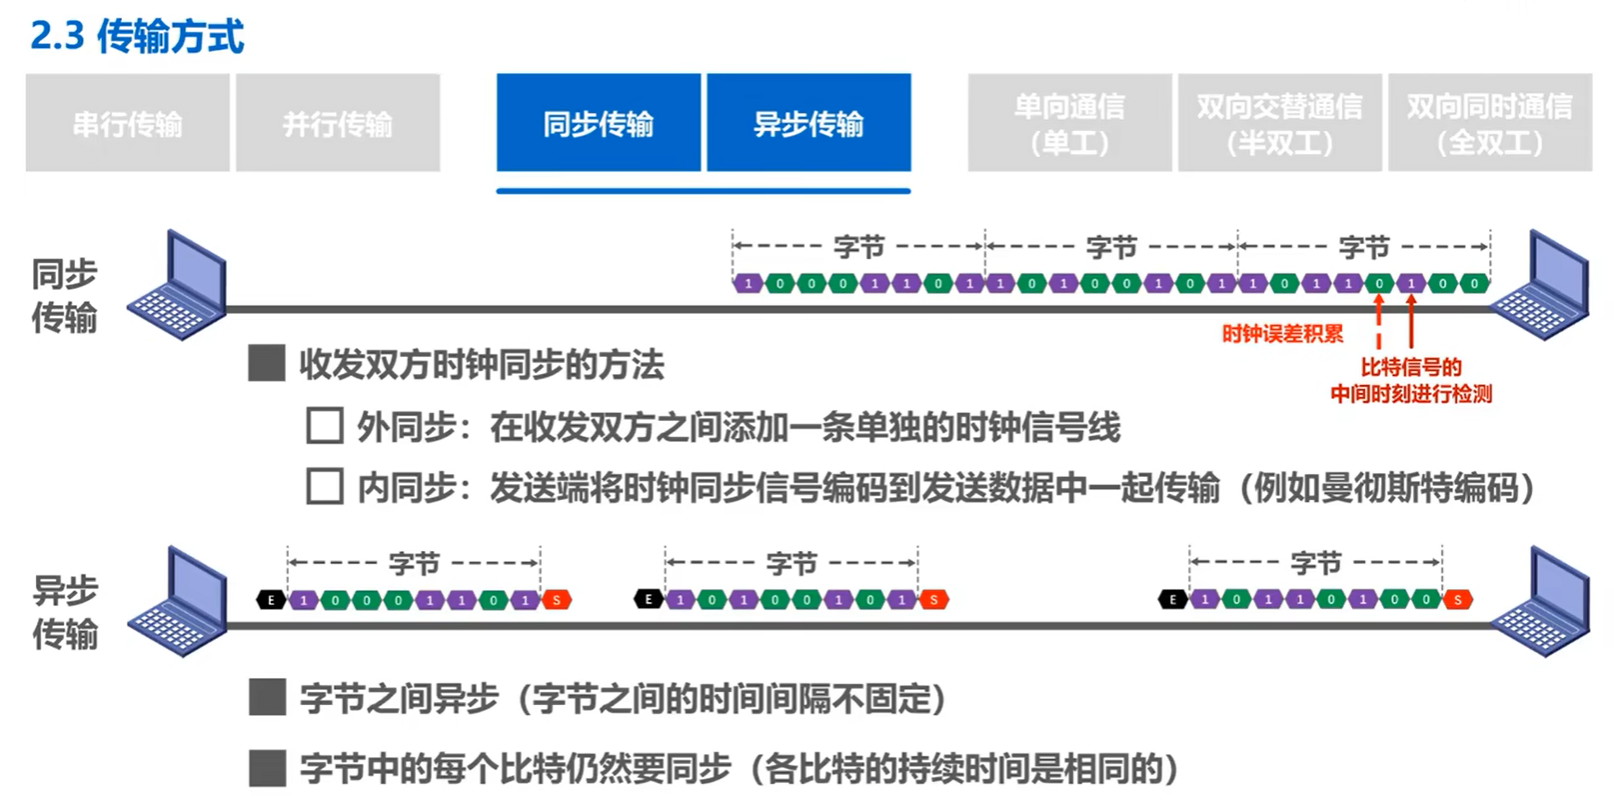 2.3 传输方式
串行传输
并行传输
同步传输
异步传输
单向通信
（单工）
双向交替通信
（半双工）
双向同时通信
（全双工）
同步
传输
字节
字节
字节
1 0 0 0 1 1 0 1 1 0 1 0 0 1 0 1 1 0 1 1 0 1 0 0
时钟误差积累
比特信号的
中间时刻进行检测
收发双方时钟同步的方法
外同步：在收发双方之间添加一条单独的时钟信号线
内同步：发送端将时钟同步信号编码到发送数据中一起传输（例如曼彻斯特编码）
异步
传输
字节
字节
字节
E 1 0 0 0 1 1 0 1 S
E 1 0 1 0 0 1 0 1 S
E 1 0 1 1 0 1 0 0 S
字节之间异步（字节之间的时间间隔不固定）
字节中的每个比特仍然要同步（各比特的持续时间是相同的）